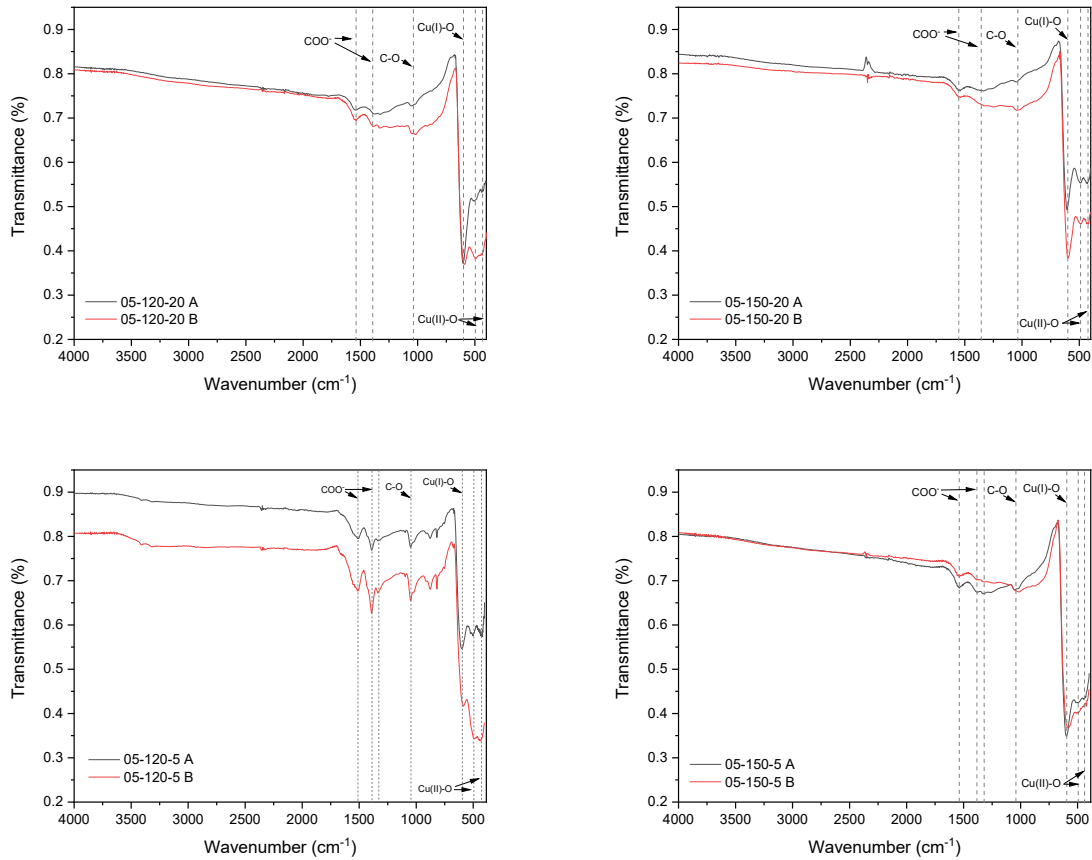 0.9
0.8
0.7
0.6
0.5
0.4
0.3
0.2
Transmittance (%)
COO⁻
C-O
Cu(I)-O
Cu(II)-O
05-120-20 A
05-120-20 B
4000 3500 3000 2500 2000 1500 1000 500
Wavenumber (cm⁻¹)
0.9
0.8
0.7
0.6
0.5
0.4
0.3
0.2
Transmittance (%)
COO⁻
C-O
Cu(I)-O
Cu(II)-O
05-150-20 A
05-150-20 B
4000 3500 3000 2500 2000 1500 1000 500
Wavenumber (cm⁻¹)
0.9
0.8
0.7
0.6
0.5
0.4
0.3
0.2
Transmittance (%)
COO⁻
C-O
Cu(I)-O
Cu(II)-O
05-120-5 A
05-120-5 B
4000 3500 3000 2500 2000 1500 1000 500
Wavenumber (cm⁻¹)
0.9
0.8
0.7
0.6
0.5
0.4
0.3
0.2
Transmittance (%)
COO⁻
C-O
Cu(I)-O
Cu(II)-O
05-150-5 A
05-150-5 B
4000 3500 3000 2500 2000 1500 1000 500
Wavenumber (cm⁻¹)